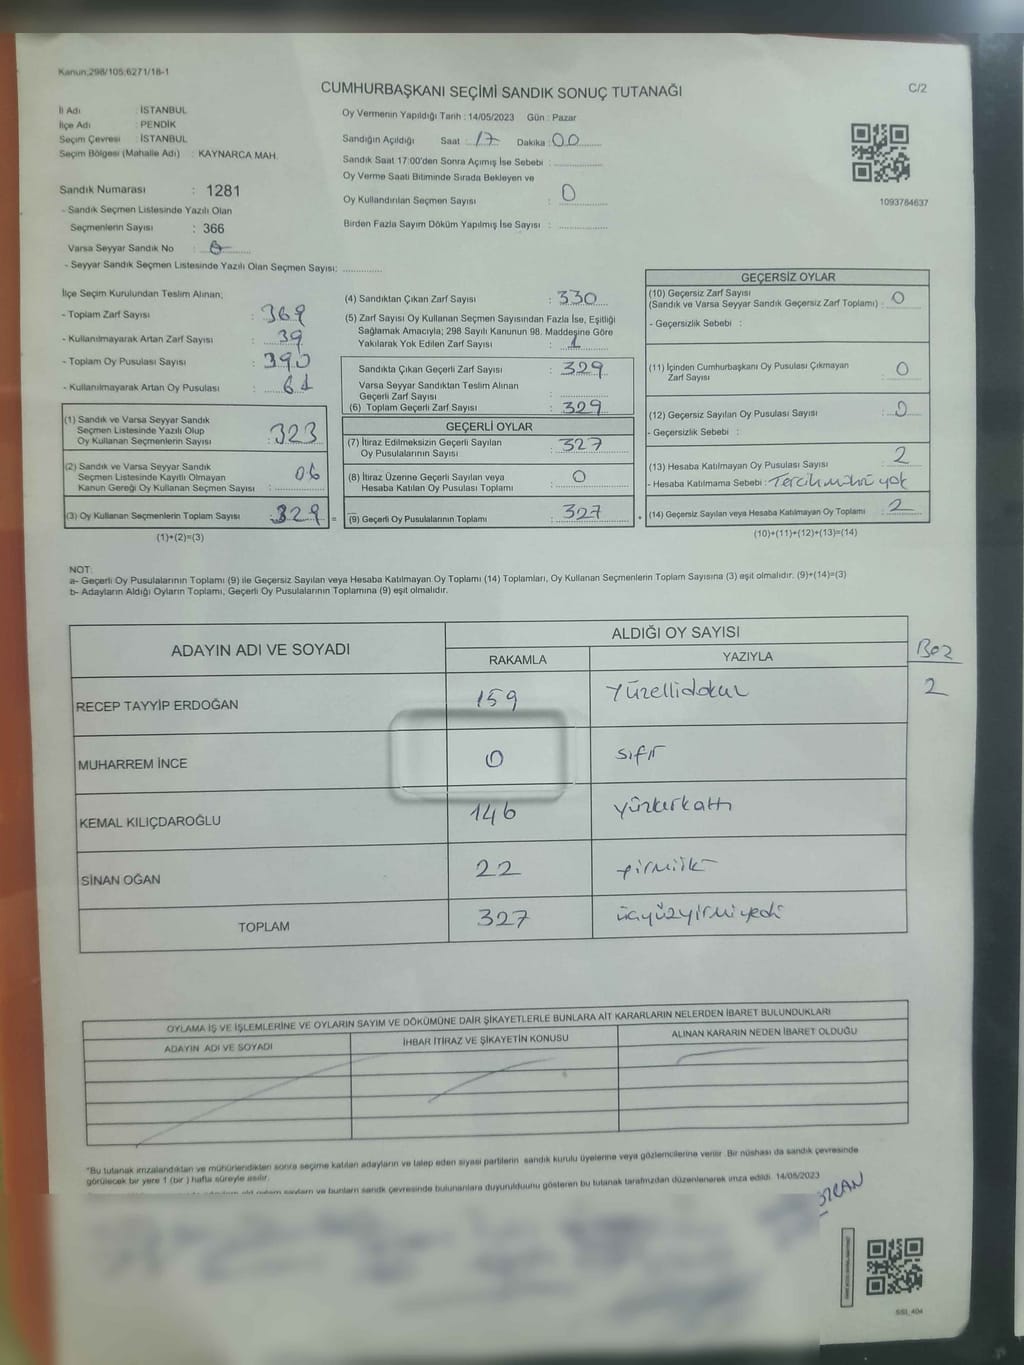 Kanun:298/105;6271/18-1
CUMHURBAŞKANI SEÇİMİ SANDIK SONUÇ TUTANAĞI
C/2
İl Adı : İSTANBUL
İlçe Adı : PENDİK
Seçim Çevresi : İSTANBUL
Seçim Bölgesi (Mahalle Adı) : KAYNARCA MAH.
Sandık Numarası : 1281
- Sandık Seçmen Listesinde Yazılı Olan
Seçmenlerin Sayısı : 366
Varsa Seyyar Sandık No :
- Seyyar Sandık Seçmen Listesinde Yazılı Olan Seçmen Sayısı: ..............
Oy Vermenin Yapıldığı Tarih : 14/05/2023 Gün : Pazar
Sandığın Açıldığı Saat : 17 Dakika : 00
Sandık Saat 17:00'den Sonra Açımış İse Sebebi :
Oy Verme Saati Bitiminde Sırada Bekleyen ve
Oy Kullandırılan Seçmen Sayısı : 0
Birden Fazla Sayım Döküm Yapılmış İse Sayısı :
1093784637
İlçe Seçim Kurulundan Teslim Alınan;
- Toplam Zarf Sayısı : 369
- Kullanılmayarak Artan Zarf Sayısı : 39
- Toplam Oy Pusulası Sayısı : 390
- Kullanılmayarak Artan Oy Pusulası : 61
(1) Sandık ve Varsa Seyyar Sandık
Seçmen Listesinde Yazılı Olup
Oy Kullanan Seçmenlerin Sayısı : 323
(2) Sandık ve Varsa Seyyar Sandık
Seçmen Listesinde Kayıtlı Olmayan
Kanun Gereği Oy Kullanan Seçmen Sayısı : 06
(3) Oy Kullanan Seçmenlerin Toplam Sayısı : 329
(1)+(2)=(3)
(4) Sandıktan Çıkan Zarf Sayısı : 330
(5) Zarf Sayısı Oy Kullanan Seçmen Sayısından Fazla İse, Eşitliği
Sağlamak Amacıyla; 298 Sayılı Kanunun 98. Maddesine Göre
Yakılarak Yok Edilen Zarf Sayısı : 1
Sandıkta Çıkan Geçerli Zarf Sayısı : 329
Varsa Seyyar Sandıktan Teslim Alınan
Geçerli Zarf Sayısı :
(6) Toplam Geçerli Zarf Sayısı : 329
GEÇERLİ OYLAR
(7) İtiraz Edilmeksizin Geçerli Sayılan
Oy Pusulalarının Sayısı : 327
(8) İtiraz Üzerine Geçerli Sayılan veya
Hesaba Katılan Oy Pusulası Toplamı : 0
= (9) Geçerli Oy Pusulalarının Toplamı : 327
GEÇERSİZ OYLAR
(10) Geçersiz Zarf Sayısı
(Sandık ve Varsa Seyyar Sandık Geçersiz Zarf Toplamı) : 0
- Geçersizlik Sebebi :
(11) İçinden Cumhurbaşkanı Oy Pusulası Çıkmayan
Zarf Sayısı : 0
(12) Geçersiz Sayılan Oy Pusulası Sayısı : 0
- Geçersizlik Sebebi :
(13) Hesaba Katılmayan Oy Pusulası Sayısı : 2
- Hesaba Katılmama Sebebi : Tercih mührü yok
+ (14) Geçersiz Sayılan veya Hesaba Katılmayan Oy Toplamı : 2
(10)+(11)+(12)+(13)=(14)
NOT:
a- Geçerli Oy Pusulalarının Toplamı (9) ile Geçersiz Sayılan veya Hesaba Katılmayan Oy Toplamı (14) Toplamları, Oy Kullanan Seçmenlerin Toplam Sayısına (3) eşit olmalıdır. (9)+(14)=(3)
b- Adayların Aldığı Oyların Toplamı, Geçerli Oy Pusulalarının Toplamına (9) eşit olmalıdır.
ADAYIN ADI VE SOYADI
ALDIĞI OY SAYISI
RAKAMLA YAZIYLA
Boz
2
RECEP TAYYİP ERDOĞAN 159 Yüzellidokuz
MUHARREM İNCE 0 sıfır
KEMAL KILIÇDAROĞLU 146 yüzkırkaltı
SİNAN OĞAN 22 yirmiiki
TOPLAM 327 üçyüzyirmiyedi
OYLAMA İŞ VE İŞLEMLERİNE VE OYLARIN SAYIM VE DÖKÜMÜNE DAİR ŞİKAYETLERLE BUNLARA AİT KARARLARIN NELERDEN İBARET BULUNDUKLARI
ADAYIN ADI VE SOYADI İHBAR İTİRAZ VE ŞİKAYETİN KONUSU ALINAN KARARIN NEDEN İBARET OLDUĞU
"Bu tutanak imzalandıktan ve mühürlendikten sonra seçime katılan adayların ve talep eden siyasi partilerin sandık kurulu üyelerine veya gözlemcilerine verilir. Bir nüshası da sandık çevresinde
görülecek bir yere 1 (bir) hafta süreyle asılır.
ve bunların sandık çevresinde bulunanlara duyurulduunu gösteren bu tutanak tarafımızdan düzenlenerek imza edildi. 14/05/2023
ÖZCAN
SSI_404